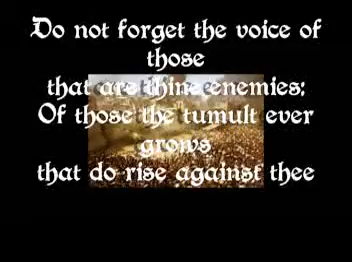 Do not forget the voice of
those
that are thine enemies:
Of those the tumult ever
grows
that do rise against thee